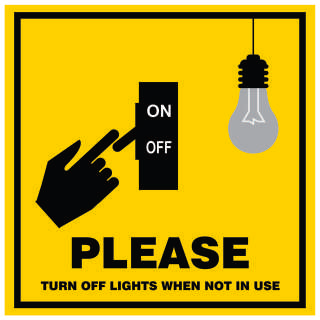 ON
OFF
PLEASE
TURN OFF LIGHTS WHEN NOT IN USE